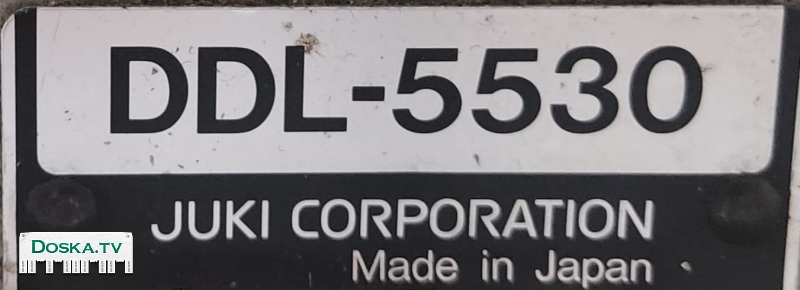 DDL-5530
JUKI CORPORATION
Made in Japan
DOSKA.TV